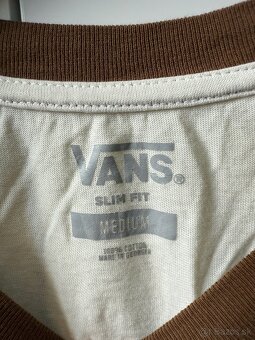 VANS®
SLIM FIT
MEDIUM
100% COTTON
MADE IN